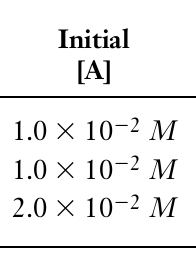 Initial
[A]
1.0 × 10⁻² M
1.0 × 10⁻² M
2.0 × 10⁻² M